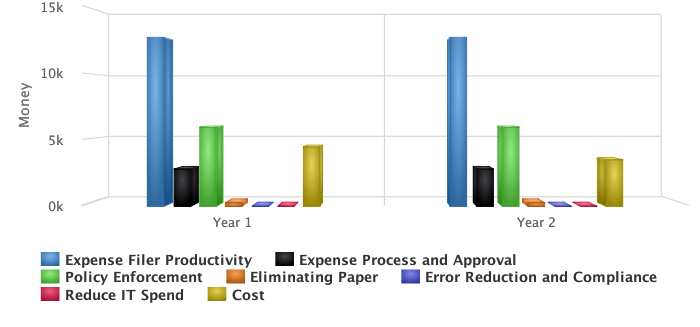 15k
10k
5k
0k
Money
Year 1
Year 2
Expense Filer Productivity
Expense Process and Approval
Policy Enforcement
Eliminating Paper
Error Reduction and Compliance
Reduce IT Spend
Cost